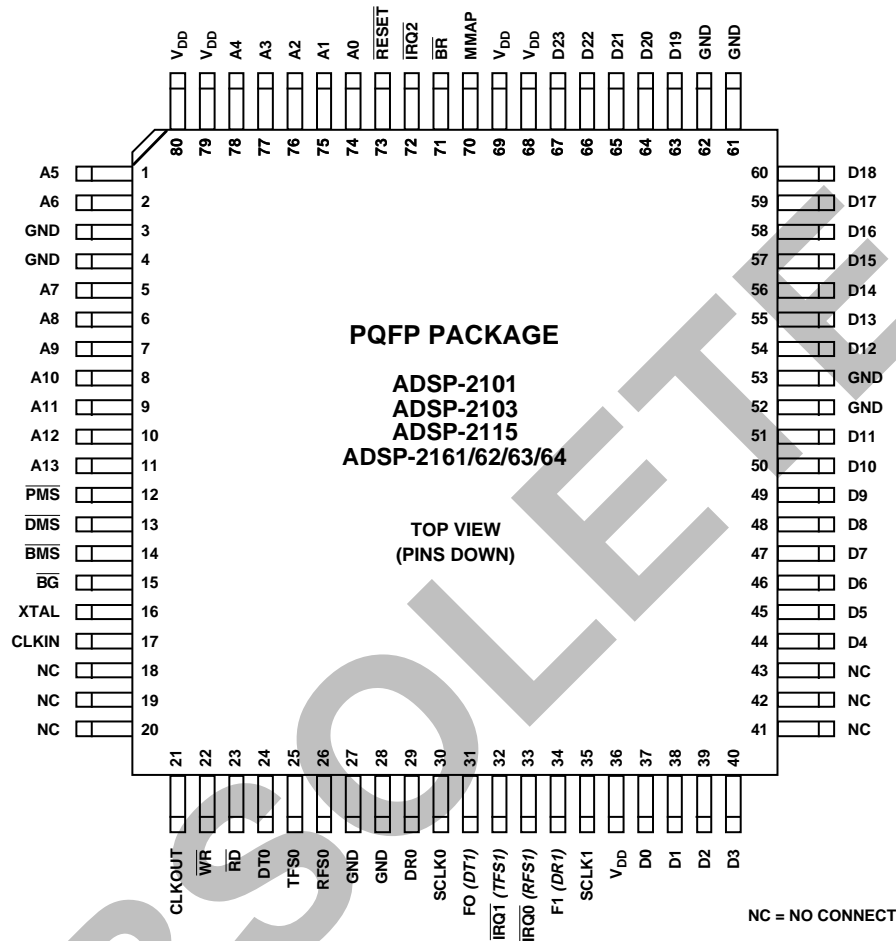 V_DD V_DD A4 A3 A2 A1 A0 RESET IRQ2 BR MMAP V_DD V_DD D23 D22 D21 D20 D19 GND GND
80 79 78 77 76 75 74 73 72 71 70 69 68 67 66 65 64 63 62 61
A5 1 60 D18
A6 2 59 D17
GND 3 58 D16
GND 4 57 D15
A7 5 56 D14
A8 6 55 D13
A9 7 54 D12
A10 8 53 GND
A11 9 52 GND
A12 10 51 D11
A13 11 50 D10
PMS 12 49 D9
DMS 13 48 D8
BMS 14 47 D7
BG 15 46 D6
XTAL 16 45 D5
CLKIN 17 44 D4
NC 18 43 NC
NC 19 42 NC
NC 20 41 NC
PQFP PACKAGE
ADSP-2101
ADSP-2103
ADSP-2115
ADSP-2161/62/63/64
TOP VIEW
(PINS DOWN)
21 22 23 24 25 26 27 28 29 30 31 32 33 34 35 36 37 38 39 40
CLKOUT WR RD DT0 TFS0 RFS0 GND GND DR0 SCLK0 FO (DT1) IRQ1 (TFS1) IRQ0 (RFS1) F1 (DR1) SCLK1 V_DD D0 D1 D2 D3
NC = NO CONNECT
OBSOLETE